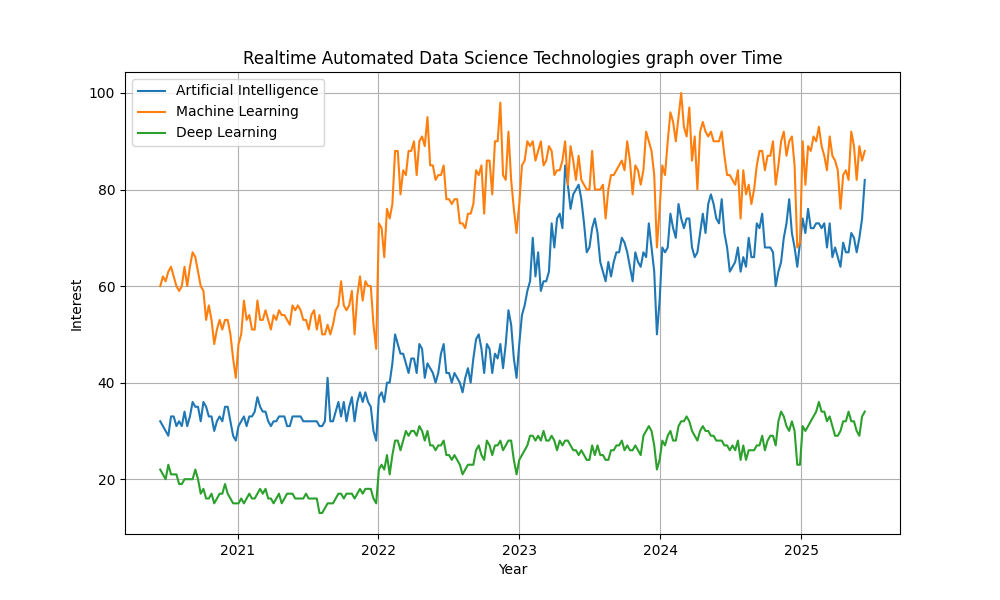 Realtime Automated Data Science Technologies graph over Time
Artificial Intelligence
Machine Learning
Deep Learning
100
80
60
40
20
Interest
2021 2022 2023 2024 2025
Year